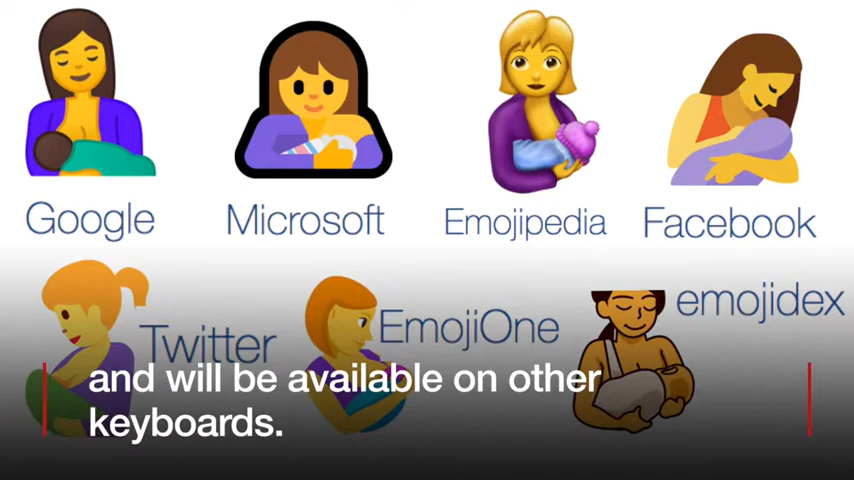 Google Microsoft Emojipedia Facebook
Twitter EmojiOne emojidex
and will be available on other
keyboards.